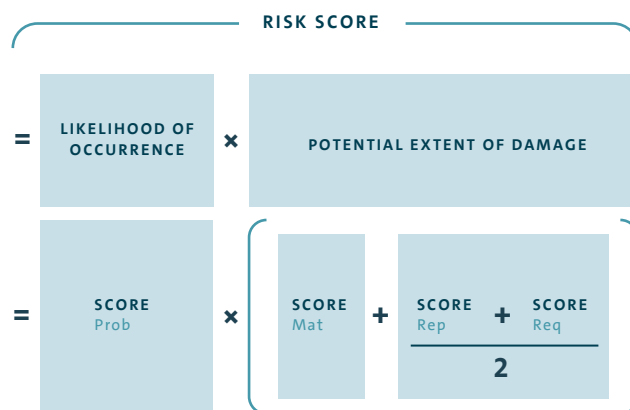 RISK SCORE
= LIKELIHOOD OF OCCURRENCE × POTENTIAL EXTENT OF DAMAGE
= SCORE Prob × ( SCORE Mat + SCORE Rep + SCORE Req
2